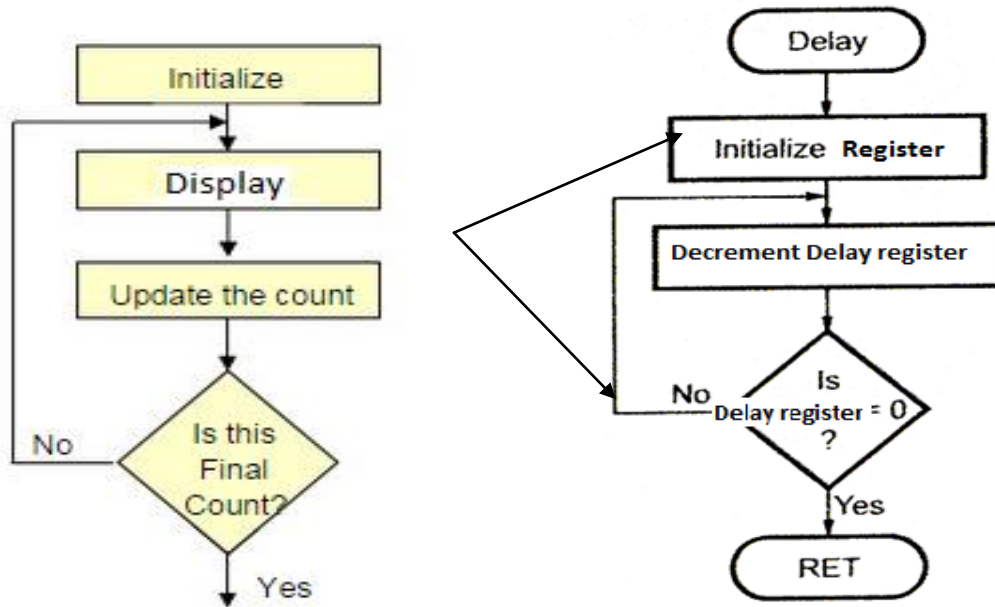 Initialize
Display
Update the count
Is this
Final
Count?
No
Yes
Delay
Initialize Register
Decrement Delay register
Is
Delay register = 0
?
No
Yes
RET